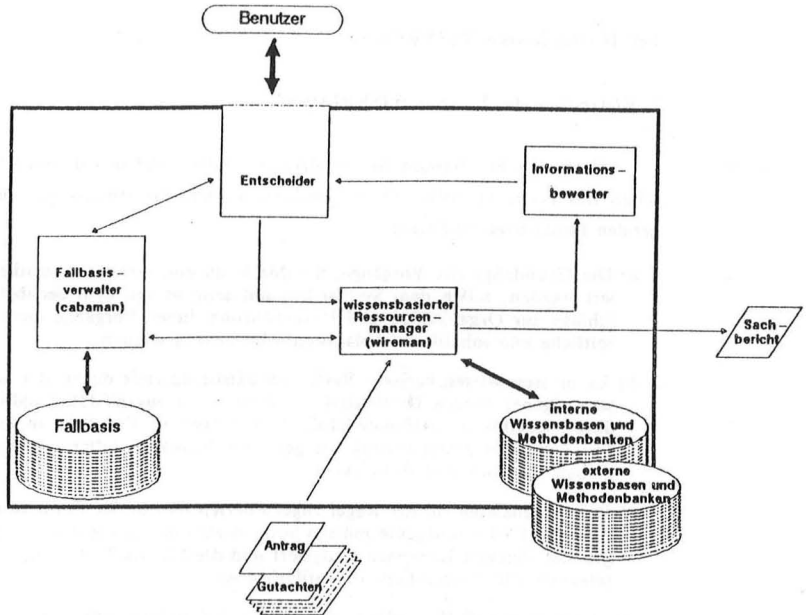 Benutzer
Entscheider
Informations-
bewerter
Fallbasis-
verwalter
(cabaman)
wissensbasierter
Ressourcen-
manager
(wireman)
Sach-
bericht
Fallbasis
interne
Wissensbasen und
Methodenbanken
externe
Wissensbasen und
Methodenbanken
Antrag
Gutachten